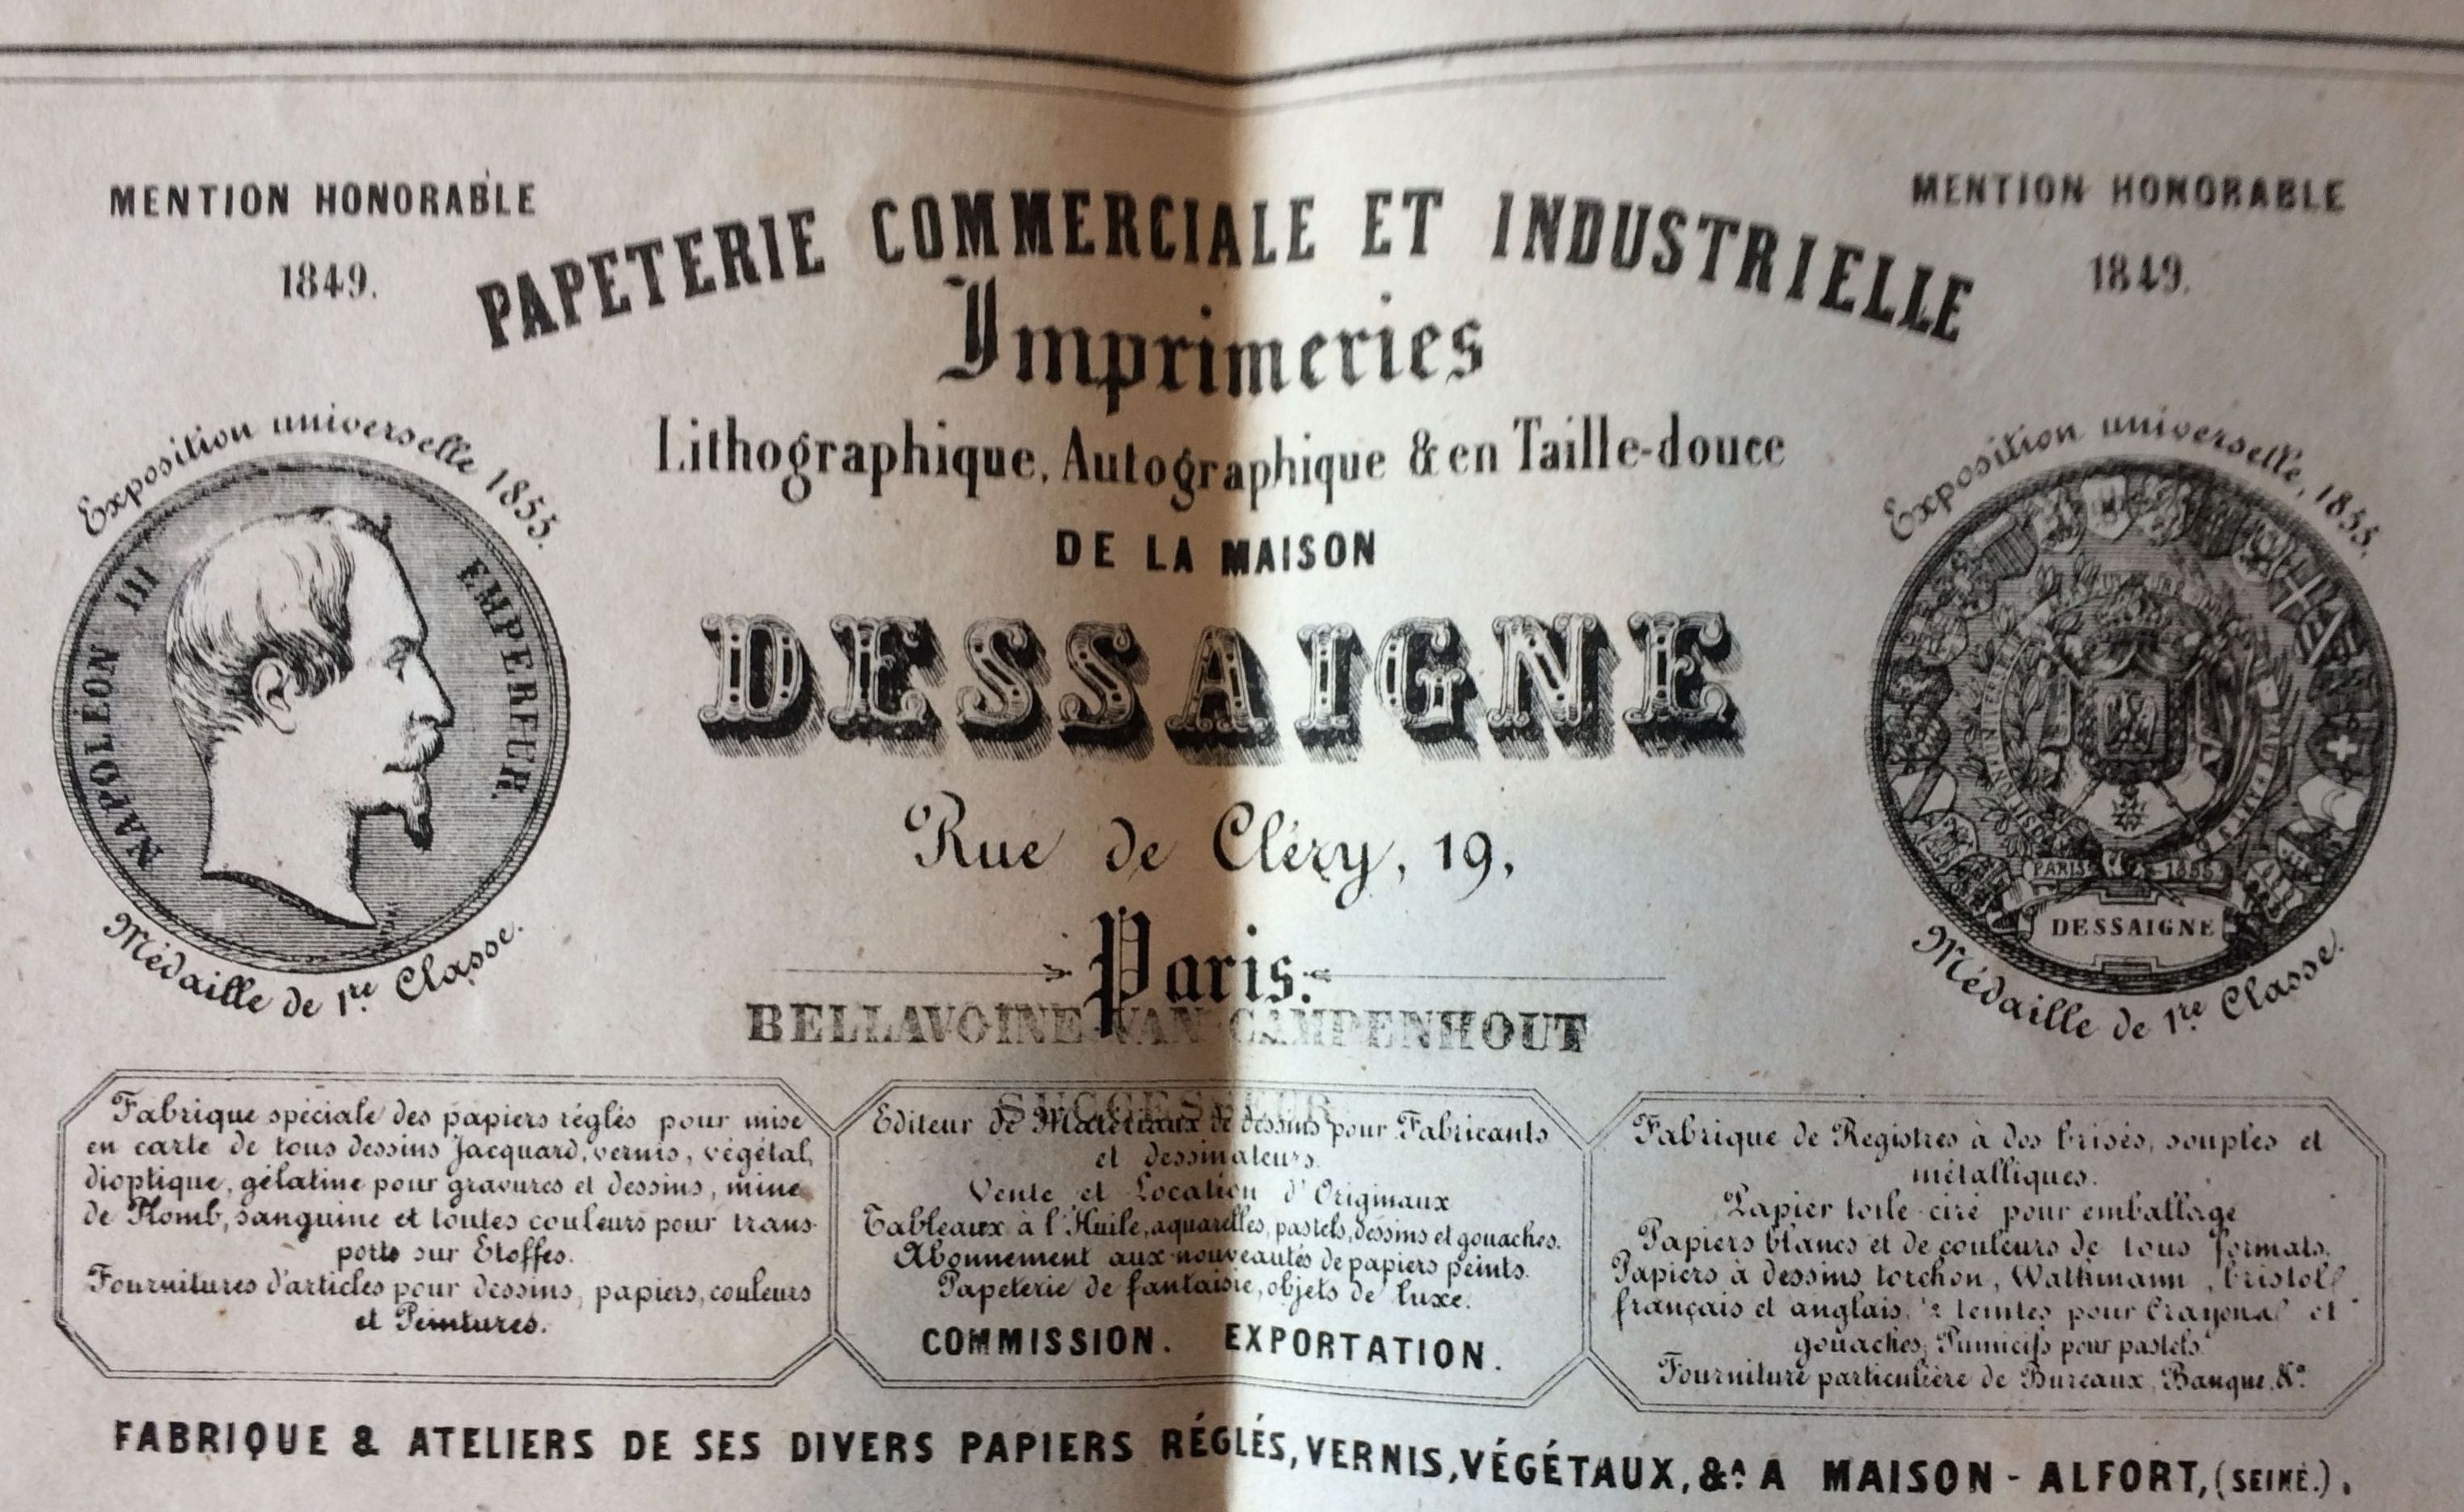 MENTION HONORABLE
1849.
PAPETERIE COMMERCIALE ET INDUSTRIELLE
MENTION HONORABLE
1849.
Imprimeries
Lithographique, Autographique & en Taille-douce
DE LA MAISON
DESSAIGNE
Rue de Cléry, 19,
Paris.
BELLAVOINE-VAN-CAMPENHOUT
SUCCESSEUR
Exposition universelle 1855.
NAPOLÉON III EMPEREUR.
Médaille de 1re Classe.
Exposition universelle, 1855.
PARIS 1855
DESSAIGNE
Médaille de 1re Classe.
Fabrique spéciale des papiers réglés pour mise
en carte de tous dessins Jacquard, vernis, végétal,
dioptique, gélatine pour gravures et dessins, mine
de Plomb, sanguine et toutes couleurs pour trans-
ports sur Etoffes.
Fournitures d'articles pour dessins, papiers, couleurs
et Peintures.
Editeur de Matériaux de dessins pour Fabricants
et dessinateurs.
Vente et Location d'Originaux
Tableaux à l'Huile, aquarelles, pastels, dessins et gouaches.
Abonnement aux nouveautés de papiers peints.
Papeterie de fantaisie, objets de luxe.
COMMISSION. EXPORTATION.
Fabrique de Registres à dos brisés, souples et
métalliques.
Papier toile-ciré pour emballage
Papiers blancs et de couleurs de tous formats.
Papiers à dessins torchon, Wathmann, bristol
français et anglais, 2 teintes pour Crayons et
gouaches, Pumicifs pour pastels.
Fourniture particulière de Bureaux, Banque, &a.
FABRIQUE & ATELIERS DE SES DIVERS PAPIERS RÉGLÉS, VERNIS, VÉGÉTAUX, &A A MAISON-ALFORT, (SEINE.).